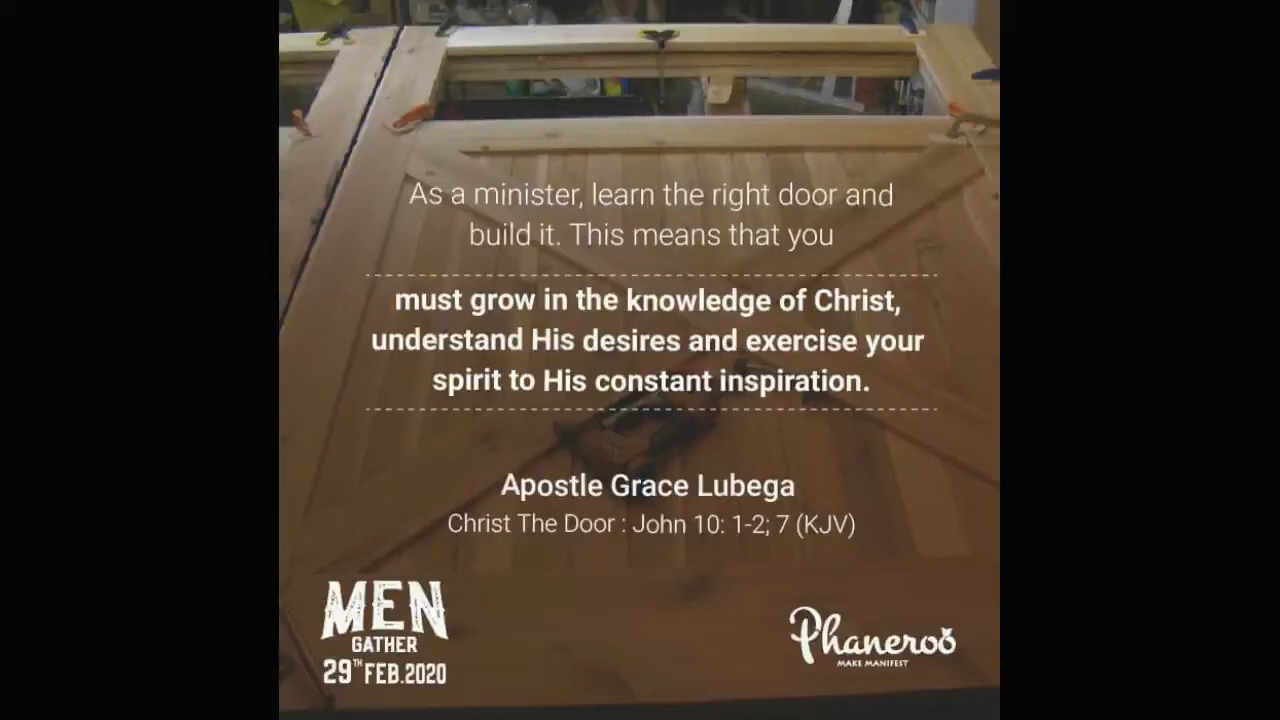 As a minister, learn the right door and
build it. This means that you
must grow in the knowledge of Christ,
understand His desires and exercise your
spirit to His constant inspiration.
Apostle Grace Lubega
Christ The Door : John 10: 1-2; 7 (KJV)
MEN
GATHER
29TH FEB.2020
Phaneroo
MAKE MANIFEST